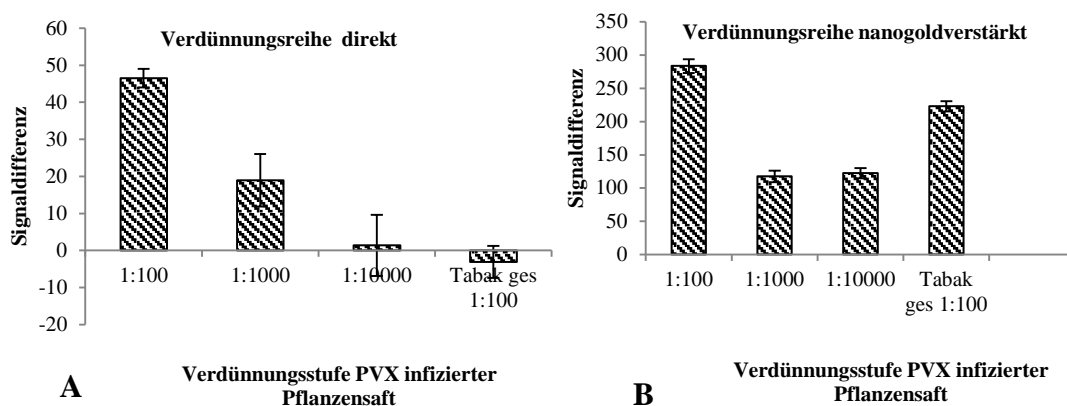 Verdünnungsreihe direkt
Signaldifferenz
60
50
40
30
20
10
0
-10
-20
1:100
1:1000
1:10000
Tabak ges
1:100
A
Verdünnungsstufe PVX infizierter
Pflanzensaft
Verdünnungsreihe nanogoldverstärkt
Signaldifferenz
350
300
250
200
150
100
50
0
1:100
1:1000
1:10000
Tabak
ges 1:100
B
Verdünnungsstufe PVX infizierter
Pflanzensaft